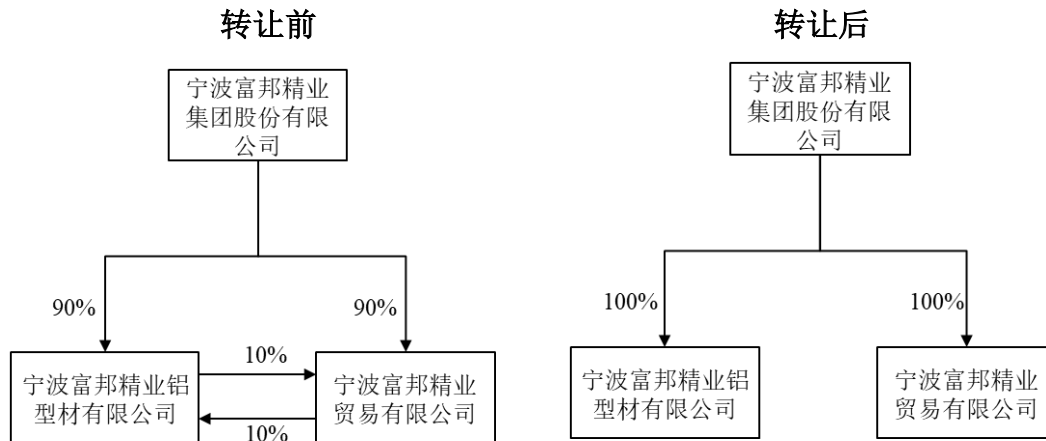 转让前
宁波富邦精业
集团股份有限
公司
90%
90%
宁波富邦精业铝
型材有限公司
10%
10%
宁波富邦精业
贸易有限公司
转让后
宁波富邦精业
集团股份有限
公司
100%
100%
宁波富邦精业铝
型材有限公司
宁波富邦精业
贸易有限公司